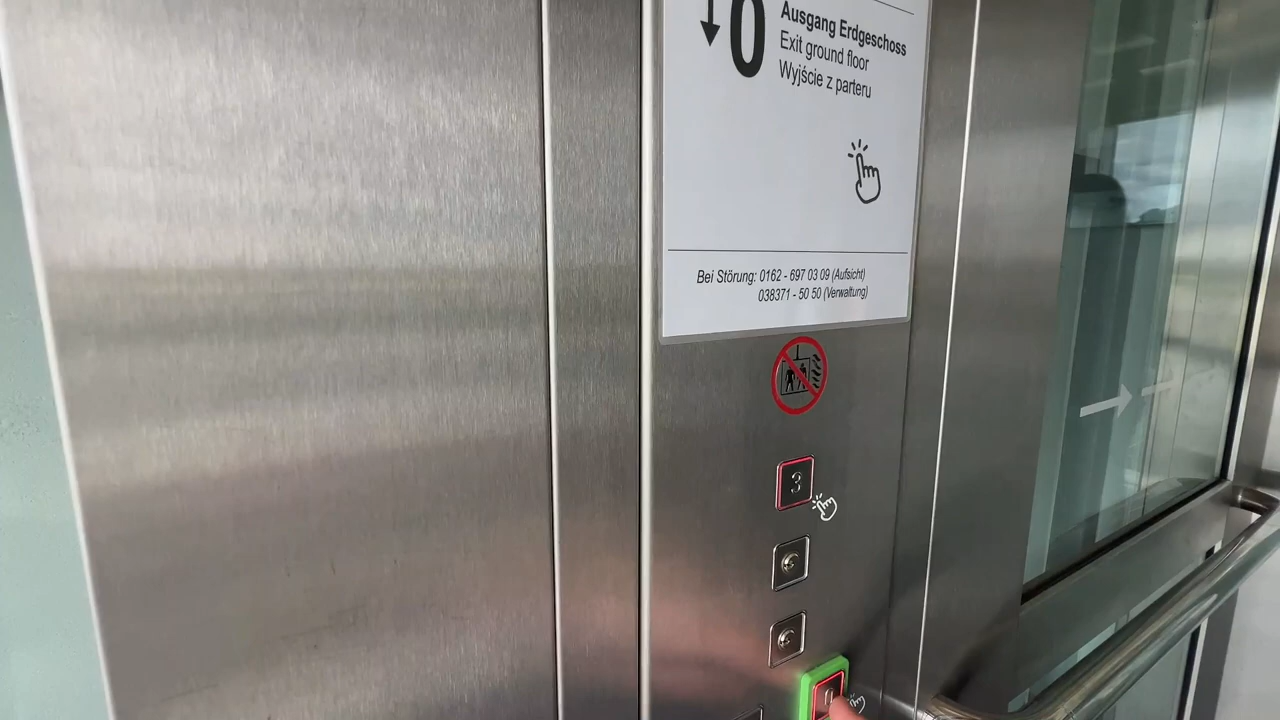 0
Ausgang Erdgeschoss
Exit ground floor
Wyjście z parteru
Bei Störung: 0162 - 697 03 09 (Aufsicht)
038371 - 50 50 (Verwaltung)
3